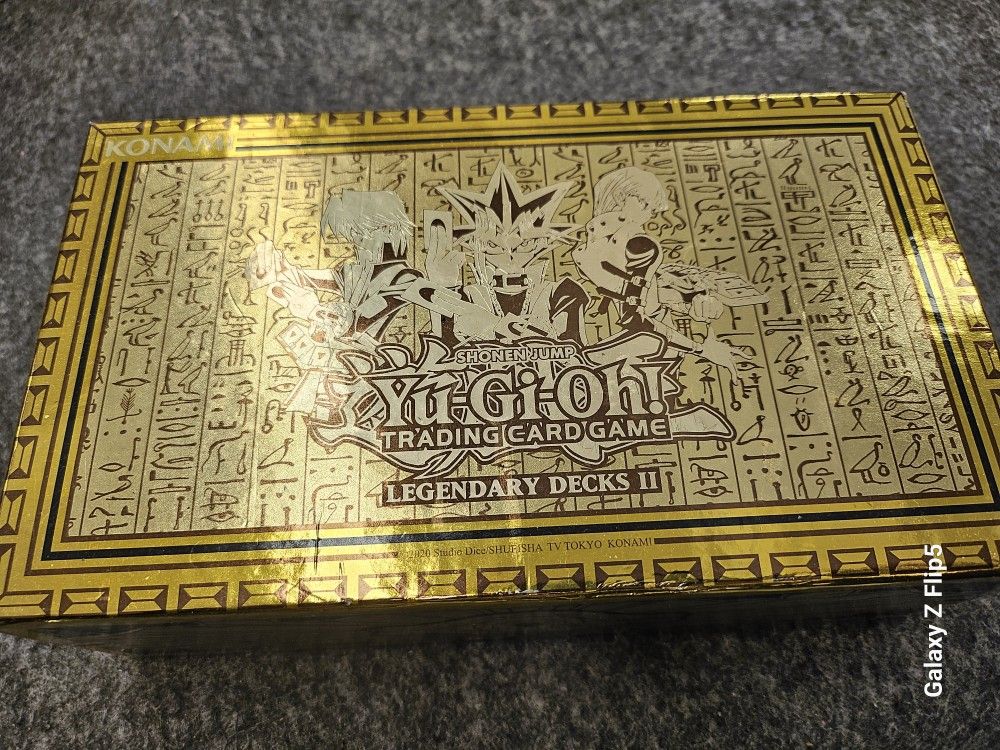 KONAMI
SHONEN JUMP
Yu-Gi-Oh!
TRADING CARD GAME
LEGENDARY DECKS II
©2020 Studio Dice/SHUEISHA TV TOKYO KONAMI
Galaxy Z Flip5